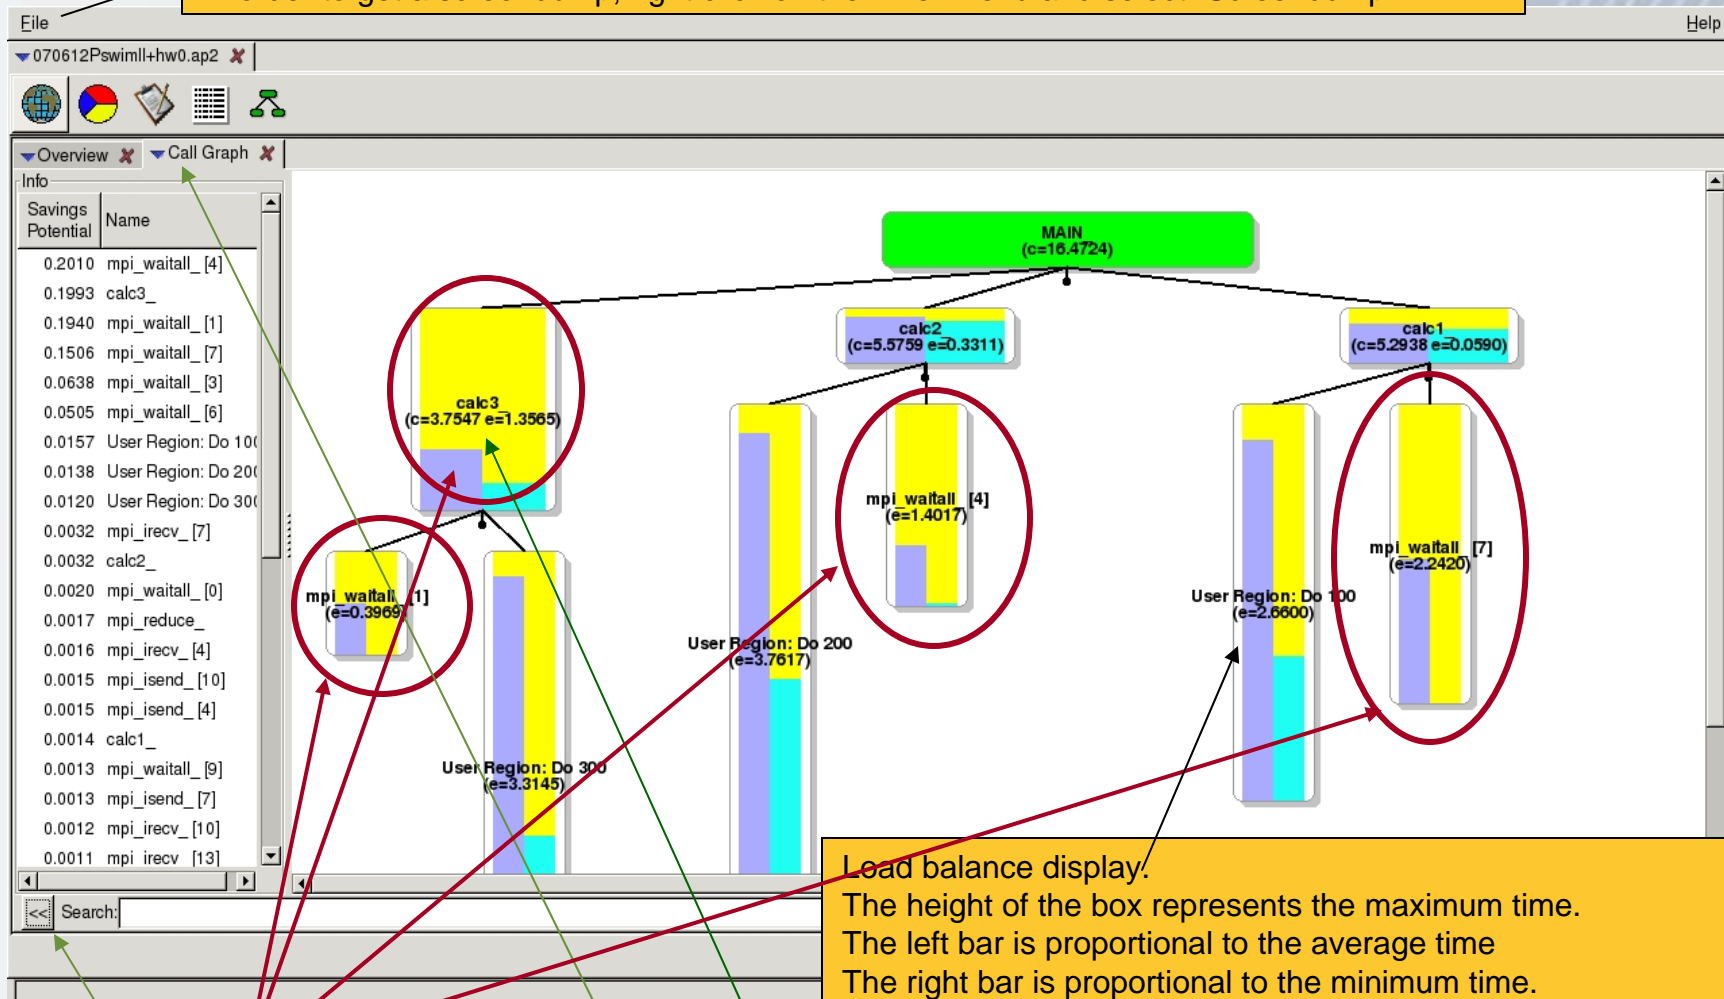 File
Help
070612Pswimll+hw0.ap2
Overview
Call Graph
Info
Savings Potential
Name
0.2010 mpi_waitall_[4]
0.1993 calc3_
0.1940 mpi_waitall_[1]
0.1506 mpi_waitall_[7]
0.0638 mpi_waitall_[3]
0.0505 mpi_waitall_[6]
0.0157 User Region: Do 100
0.0138 User Region: Do 200
0.0120 User Region: Do 300
0.0032 mpi_irecv_[7]
0.0032 calc2_
0.0020 mpi_waitall_[0]
0.0017 mpi_reduce_
0.0016 mpi_irecv_[4]
0.0015 mpi_isend_[10]
0.0015 mpi_isend_[4]
0.0014 calc1_
0.0013 mpi_waitall_[9]
0.0013 mpi_isend_[7]
0.0012 mpi_irecv_[10]
0.0011 mpi_irecv_[13]
<< Search:
MAIN_
(c=16.4724)
calc3_
(c=3.7547 e=1.3565)
calc2_
(c=5.5759 e=0.3311)
calc1_
(c=5.2938 e=0.0590)
mpi_waitall_[1]
(e=0.3969)
User Region: Do 300
(e=3.3145)
User Region: Do 200
(e=3.7617)
mpi_waitall_[4]
(e=1.4017)
User Region: Do 100
(e=2.6600)
mpi_waitall_[7]
(e=2.2420)
Load balance display:
The height of the box represents the maximum time.
The left bar is proportional to the average time
The right bar is proportional to the minimum time.